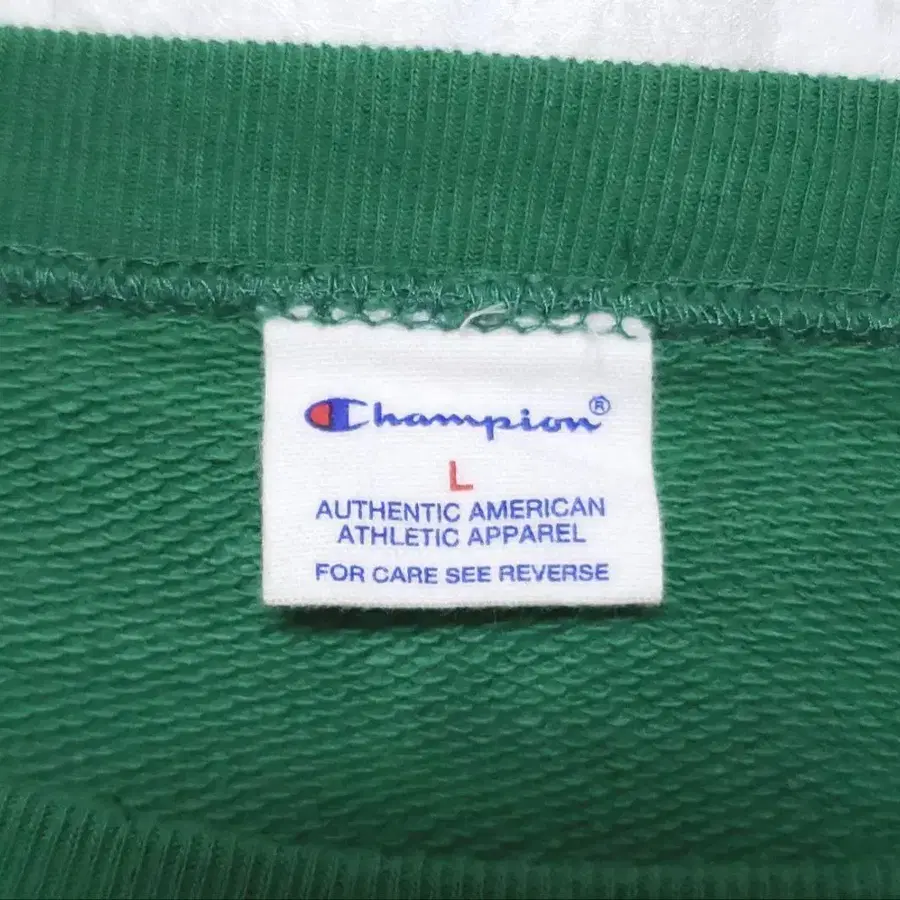 Champion®
L
AUTHENTIC AMERICAN
ATHLETIC APPAREL
FOR CARE SEE REVERSE